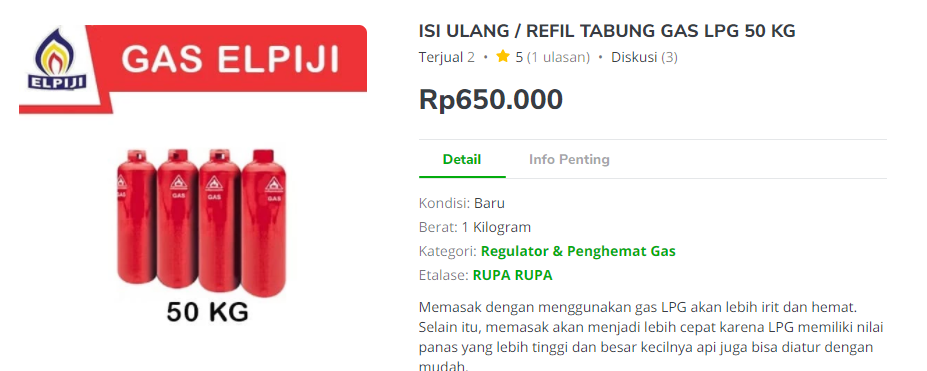 ELPIJI
GAS ELPIJI
GAS
GAS
GAS
GAS
50 KG
ISI ULANG / REFIL TABUNG GAS LPG 50 KG
Terjual 2 • 5 (1 ulasan) • Diskusi (3)
Rp650.000
Detail Info Penting
Kondisi: Baru
Berat: 1 Kilogram
Kategori: Regulator & Penghemat Gas
Etalase: RUPA RUPA
Memasak dengan menggunakan gas LPG akan lebih irit dan hemat.
Selain itu, memasak akan menjadi lebih cepat karena LPG memiliki nilai
panas yang lebih tinggi dan besar kecilnya api juga bisa diatur dengan
mudah.